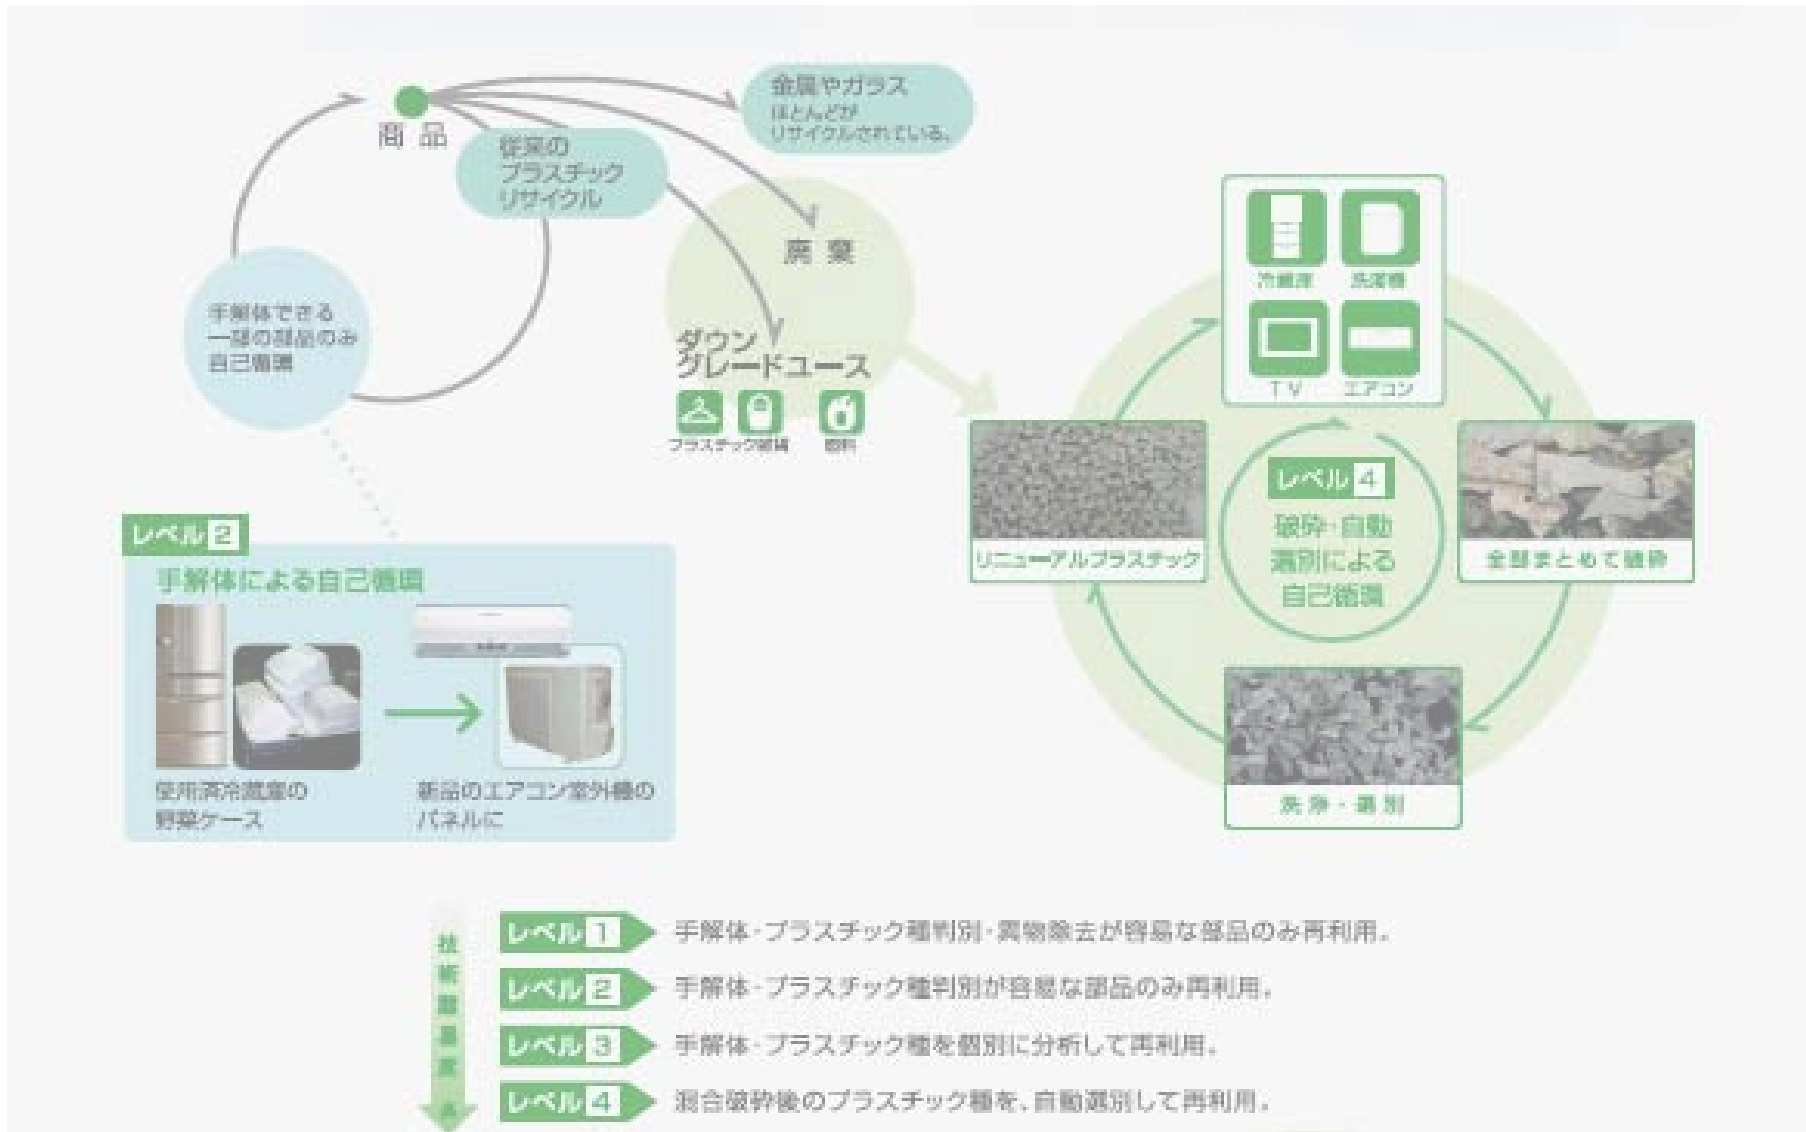 商品
金属やガラス
ほとんどが
リサイクルされている。
従来の
プラスチック
リサイクル
廃棄
手解体できる
一部の部品のみ
自己循環
ダウン
グレードユース
プラスチック雑貨
燃料
冷蔵庫
洗濯機
TV
エアコン
リニューアルプラスチック
レベル4
破砕・自動
選別による
自己循環
全部まとめて破砕
洗浄・選別
レベル2
手解体による自己循環
使用済冷蔵庫の
野菜ケース
新品のエアコン室外機の
パネルに
技術難易度
レベル1 手解体・プラスチック種判別・異物除去が容易な部品のみ再利用。
レベル2 手解体・プラスチック種判別が容易な部品のみ再利用。
レベル3 手解体・プラスチック種を個別に分析して再利用。
レベル4 混合破砕後のプラスチック種を、自動選別して再利用。